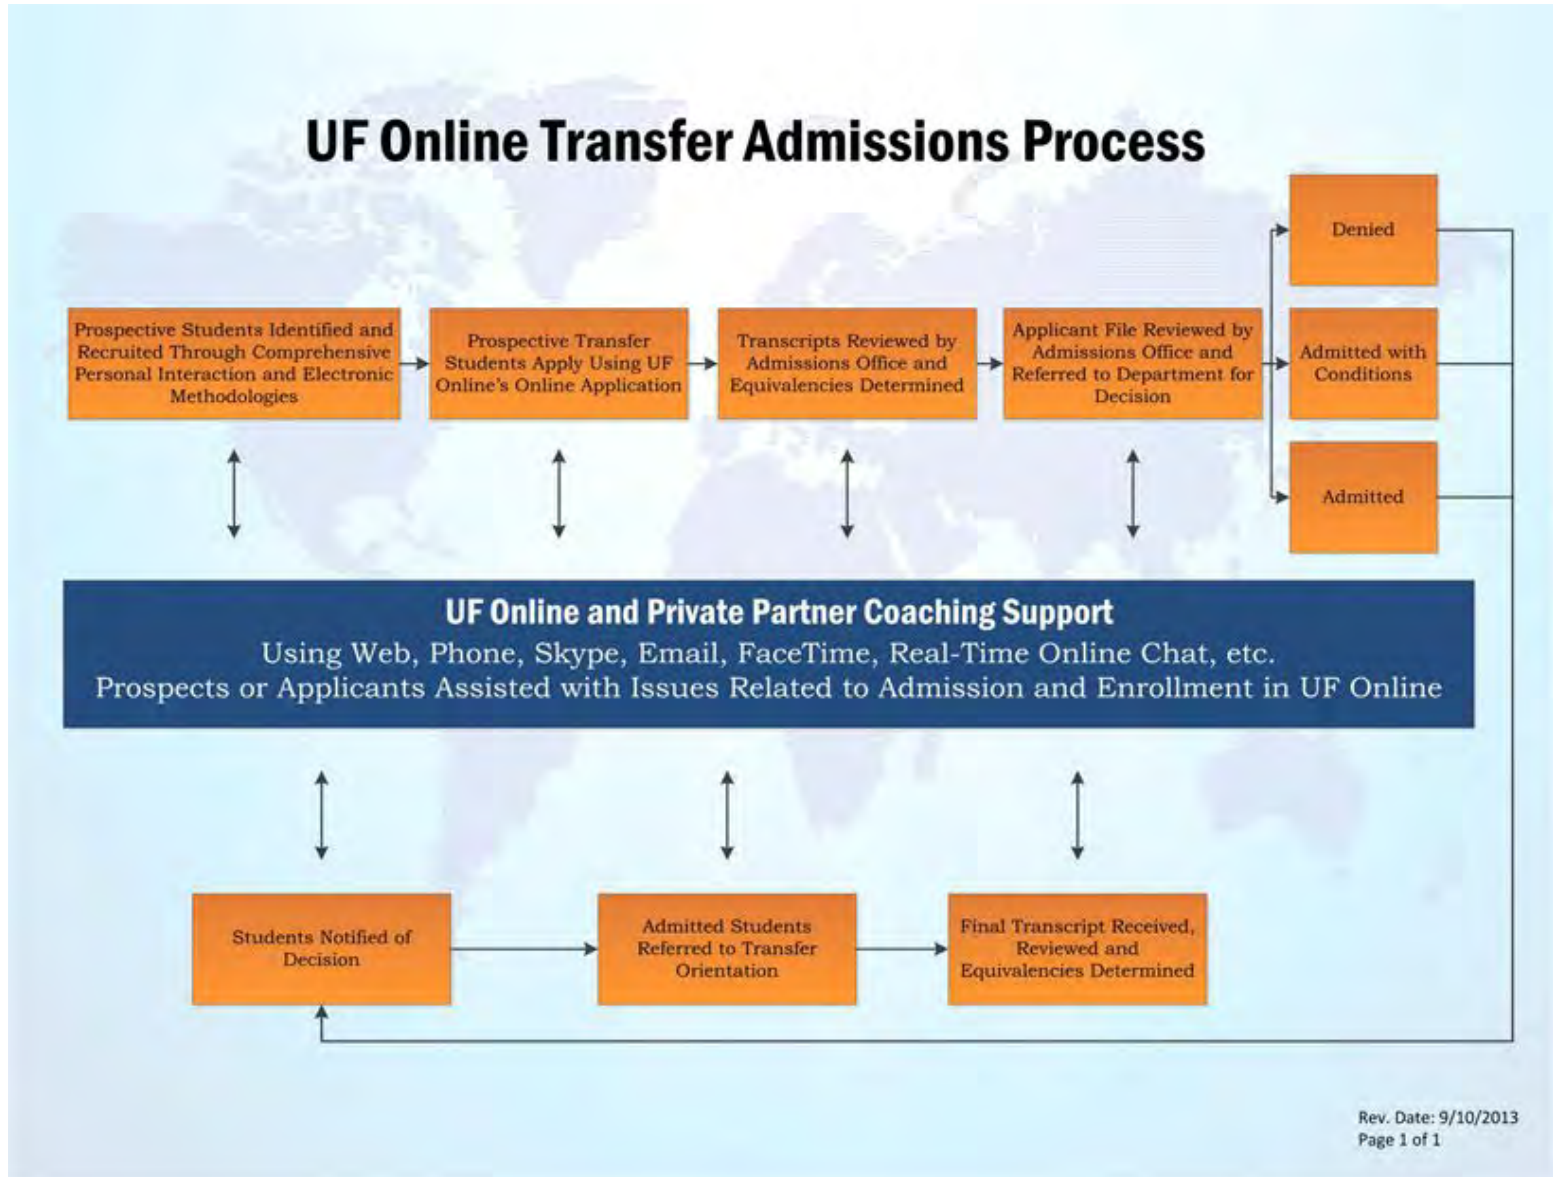 UF Online Transfer Admissions Process
Denied
Prospective Students Identified and
Recruited Through Comprehensive
Personal Interaction and Electronic
Methodologies
Prospective Transfer
Students Apply Using UF
Online's Online Application
Transcripts Reviewed by
Admissions Office and
Equivalencies Determined
Applicant File Reviewed by
Admissions Office and
Referred to Department for
Decision
Admitted with
Conditions
Admitted
UF Online and Private Partner Coaching Support
Using Web, Phone, Skype, Email, FaceTime, Real-Time Online Chat, etc.
Prospects or Applicants Assisted with Issues Related to Admission and Enrollment in UF Online
Students Notified of
Decision
Admitted Students
Referred to Transfer
Orientation
Final Transcript Received,
Reviewed and
Equivalencies Determined
Rev. Date: 9/10/2013
Page 1 of 1